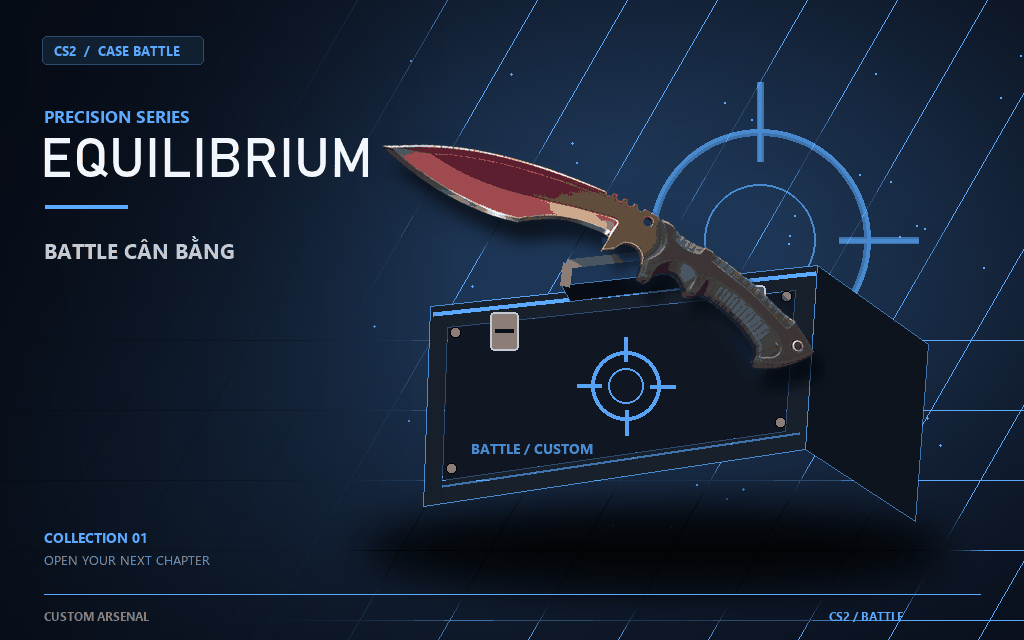 CS2 / CASE BATTLE
PRECISION SERIES
EQUILIBRIUM
BATTLE CÂN BẰNG
BATTLE / CUSTOM
COLLECTION 01
OPEN YOUR NEXT CHAPTER
CUSTOM ARSENAL
CS2 / BATTLE